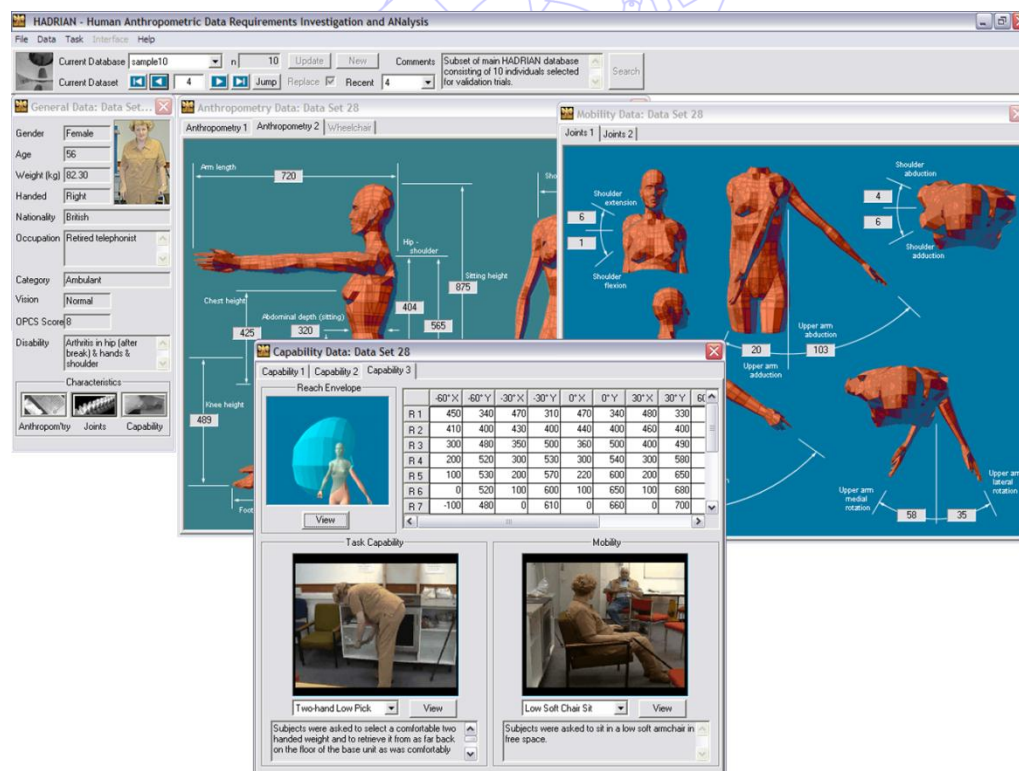 HADRIAN - Human Anthropometric Data Requirements Investigation and ANalysis
File Data Task Interface Help
Current Database sample10 n 10 Update New Comments
Subset of main HADRIAN database
consisting of 10 individuals selected
for validation trials.
Search
Current Dataset 4 Jump Replace Recent 4
General Data: Data Set...
Gender Female
Age 56
Weight (kg) 82.30
Handed Right
Nationality British
Occupation Retired telephonist
Category Ambulant
Vision Normal
OPCS Score 8
Disability Arthritis in hip (after
break) & hands &
shoulder
Characteristics
Anthropom'try Joints Capability
Anthropometry Data: Data Set 28
Anthropometry 1 Anthropometry 2 Wheelchair
Arm length
720
Hip -
shoulder
Sitting height
875
404
565
Chest height
425
Abdominal depth (sitting)
320
Knee height
489
Foot
Mobility Data: Data Set 28
Joints 1 Joints 2
Shoulder
extension
6
1
Shoulder
flexion
Shoulder
abduction
4
6
Shoulder
adduction
Upper arm
abduction
20 103
Upper arm
adduction
Upper arm
medial
rotation
Upper arm
lateral
rotation
58 35
Capability Data: Data Set 28
Capability 1 Capability 2 Capability 3
Reach Envelope
View
-60°X -60°Y -30°X -30°Y 0°X 0°Y 30°X 30°Y
R 1 450 340 470 310 470 340 480 330
R 2 410 400 430 400 440 400 460 400
R 3 300 480 350 500 360 500 400 490
R 4 200 520 300 530 300 540 300 580
R 5 100 530 200 570 220 600 200 650
R 6 0 520 100 600 100 650 100 680
R 7 -100 480 0 610 0 660 0 700
Task Capability
Two-hand Low Pick View
Subjects were asked to select a comfortable two
handed weight and to retrieve it from as far back
on the floor of the base unit as was comfortably
Mobility
Low Soft Chair Sit View
Subjects were asked to sit in a low soft armchair in
free space.